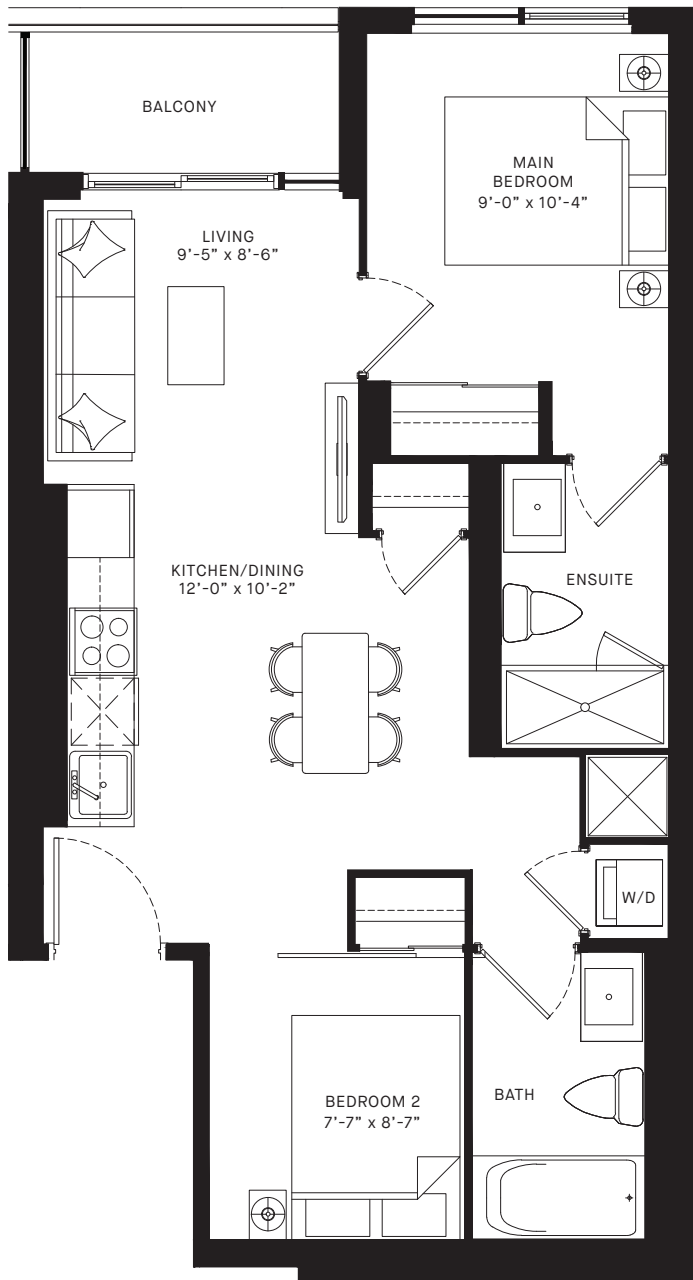 BALCONY
MAIN
BEDROOM
9'-0" x 10'-4"
LIVING
9'-5" x 8'-6"
KITCHEN/DINING
12'-0" x 10'-2"
ENSUITE
W/D
BEDROOM 2
7'-7" x 8'-7"
BATH